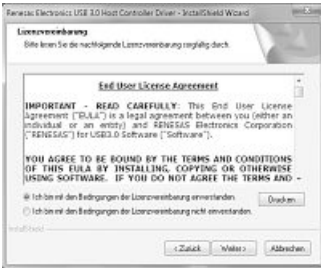 Renesas Electronics USB 3.0 Host Controller Driver - InstallShield Wizard
Lizenzvereinbarung
Bitte lesen Sie die nachfolgende Lizenzvereinbarung sorgfältig durch.
End User License Agreement
IMPORTANT - READ CAREFULLY: This End User License
Agreement ("EULA") is a legal agreement between you (either an
individual or an entity) and RENESAS Electronics Corporation
("RENESAS") for USB3.0 Software ("Software").
YOU AGREE TO BE BOUND BY THE TERMS AND CONDITIONS
OF THIS EULA BY INSTALLING, COPYING OR OTHERWISE
USING SOFTWARE. IF YOU DO NOT AGREE THE TERMS AND
Ich bin mit den Bedingungen der Lizenzvereinbarung einverstanden.
Drucken
Ich bin mit den Bedingungen der Lizenzvereinbarung nicht einverstanden.
InstallShield
< Zurück Weiter > Abbrechen